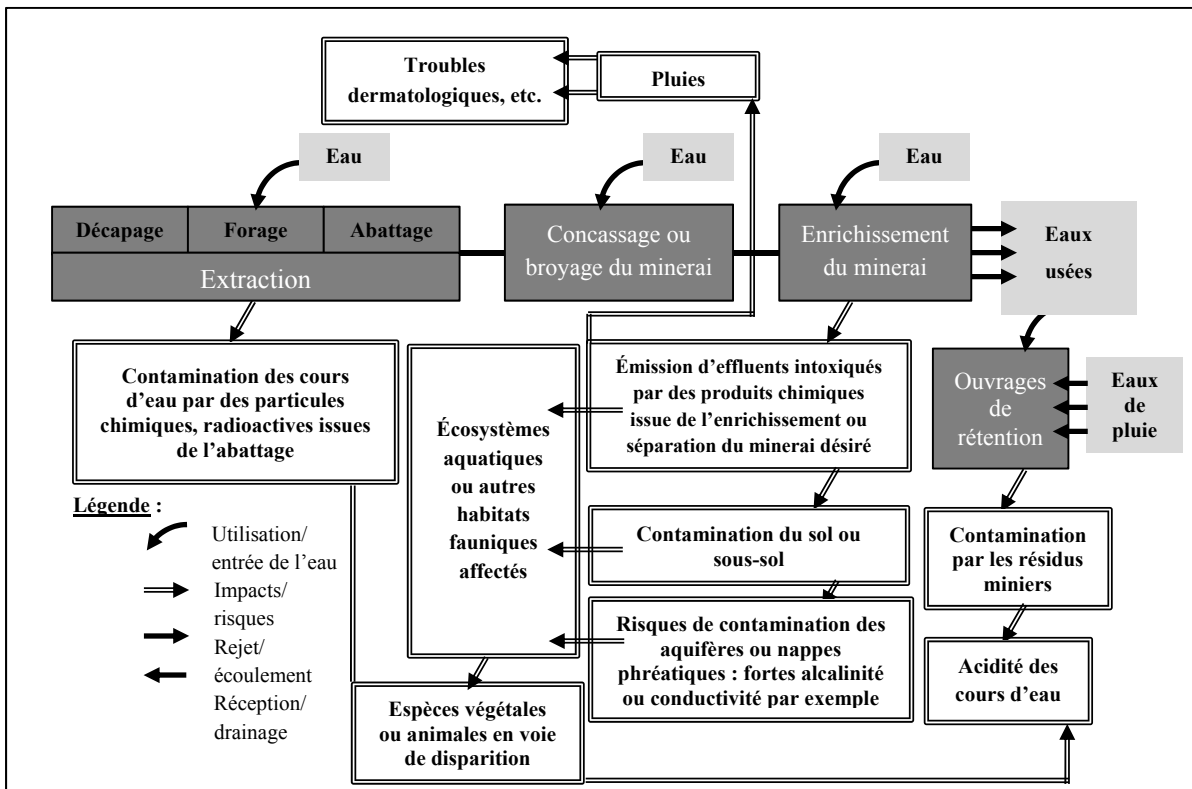 Troubles
dermatologiques, etc.
Pluies
Eau
Eau
Eau
Décapage
Forage
Abattage
Extraction
Concassage ou
broyage du minerai
Enrichissement
du minerai
Eaux
usées
Contamination des cours
d’eau par des particules
chimiques, radioactives issues
de l’abattage
Écosystèmes
aquatiques
ou autres
habitats
fauniques
affectés
Émission d’effluents intoxiqués
par des produits chimiques
issue de l’enrichissement ou
séparation du minerai désiré
Ouvrages
de
rétention
Eaux
de
pluie
Contamination du sol ou
sous-sol
Contamination
par les résidus
miniers
Risques de contamination des
aquifères ou nappes
phréatiques : fortes alcalinité
ou conductivité par exemple
Acidité des
cours d’eau
Espèces végétales
ou animales en voie
de disparition
Légende :
Utilisation/
entrée de l’eau
Impacts/
risques
Rejet/
écoulement
Réception/
drainage